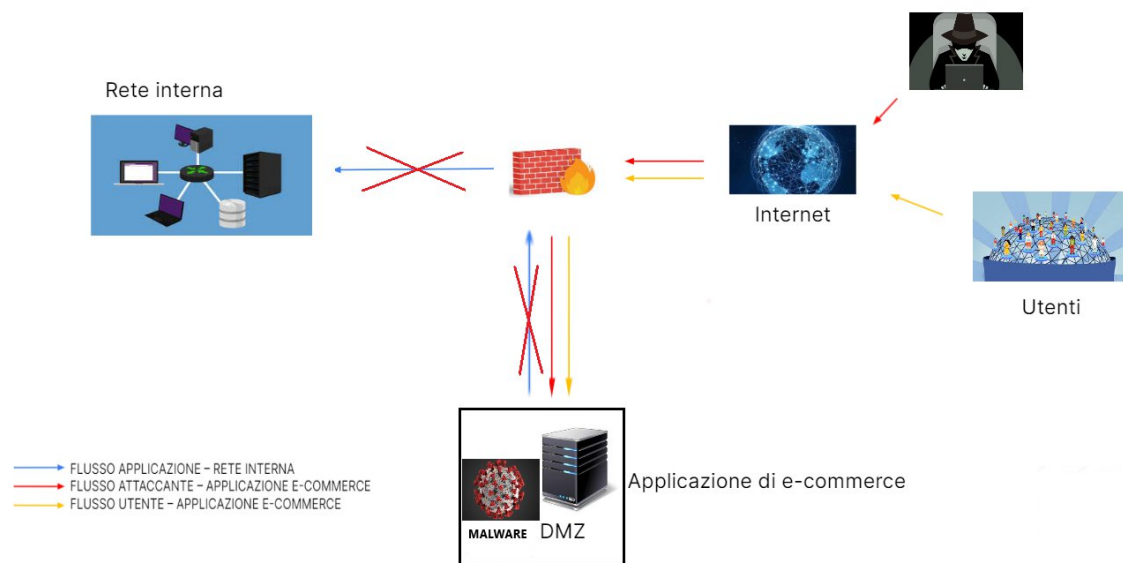 Rete interna
Internet
Utenti
Applicazione di e-commerce
MALWARE
DMZ
FLUSSO APPLICAZIONE – RETE INTERNA
FLUSSO ATTACCANTE – APPLICAZIONE E-COMMERCE
FLUSSO UTENTE – APPLICAZIONE E-COMMERCE